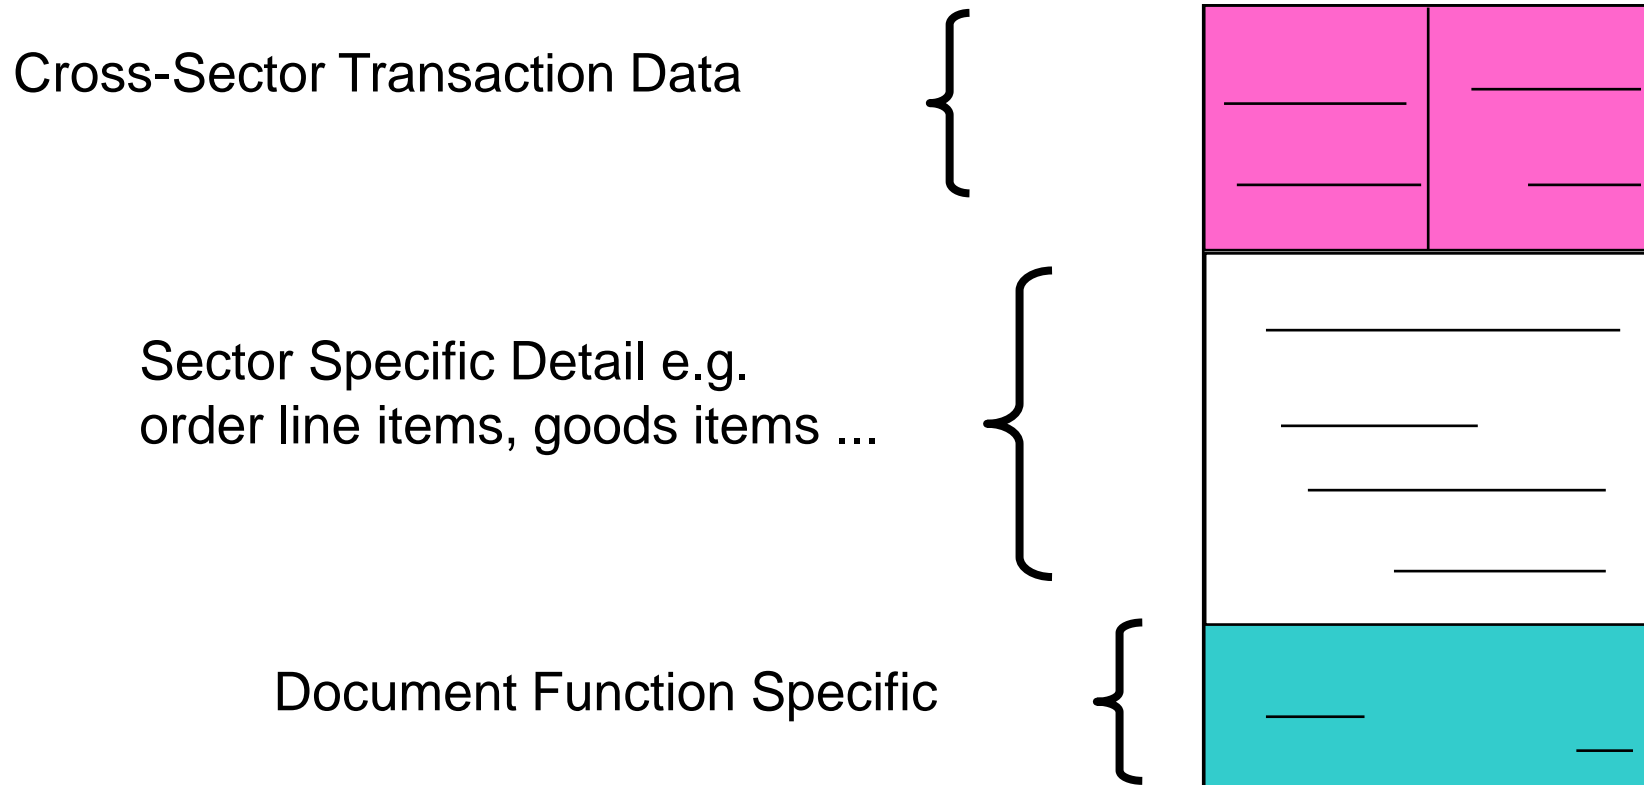 Cross-Sector Transaction Data
Sector Specific Detail e.g.
order line items, goods items ...
Document Function Specific